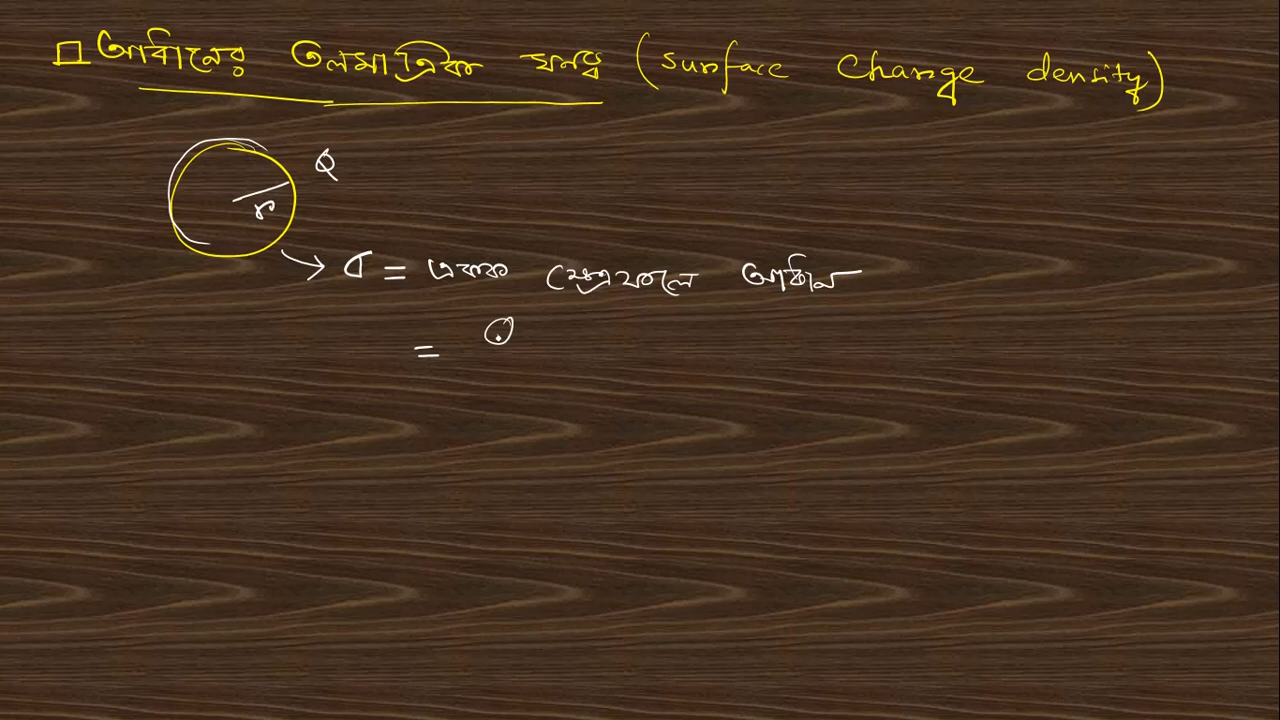 □ আধানের তলমাত্রিক ঘনত্ব (surface charge density)
Q
r
→ σ = একক ক্ষেত্রফলে আধান
=